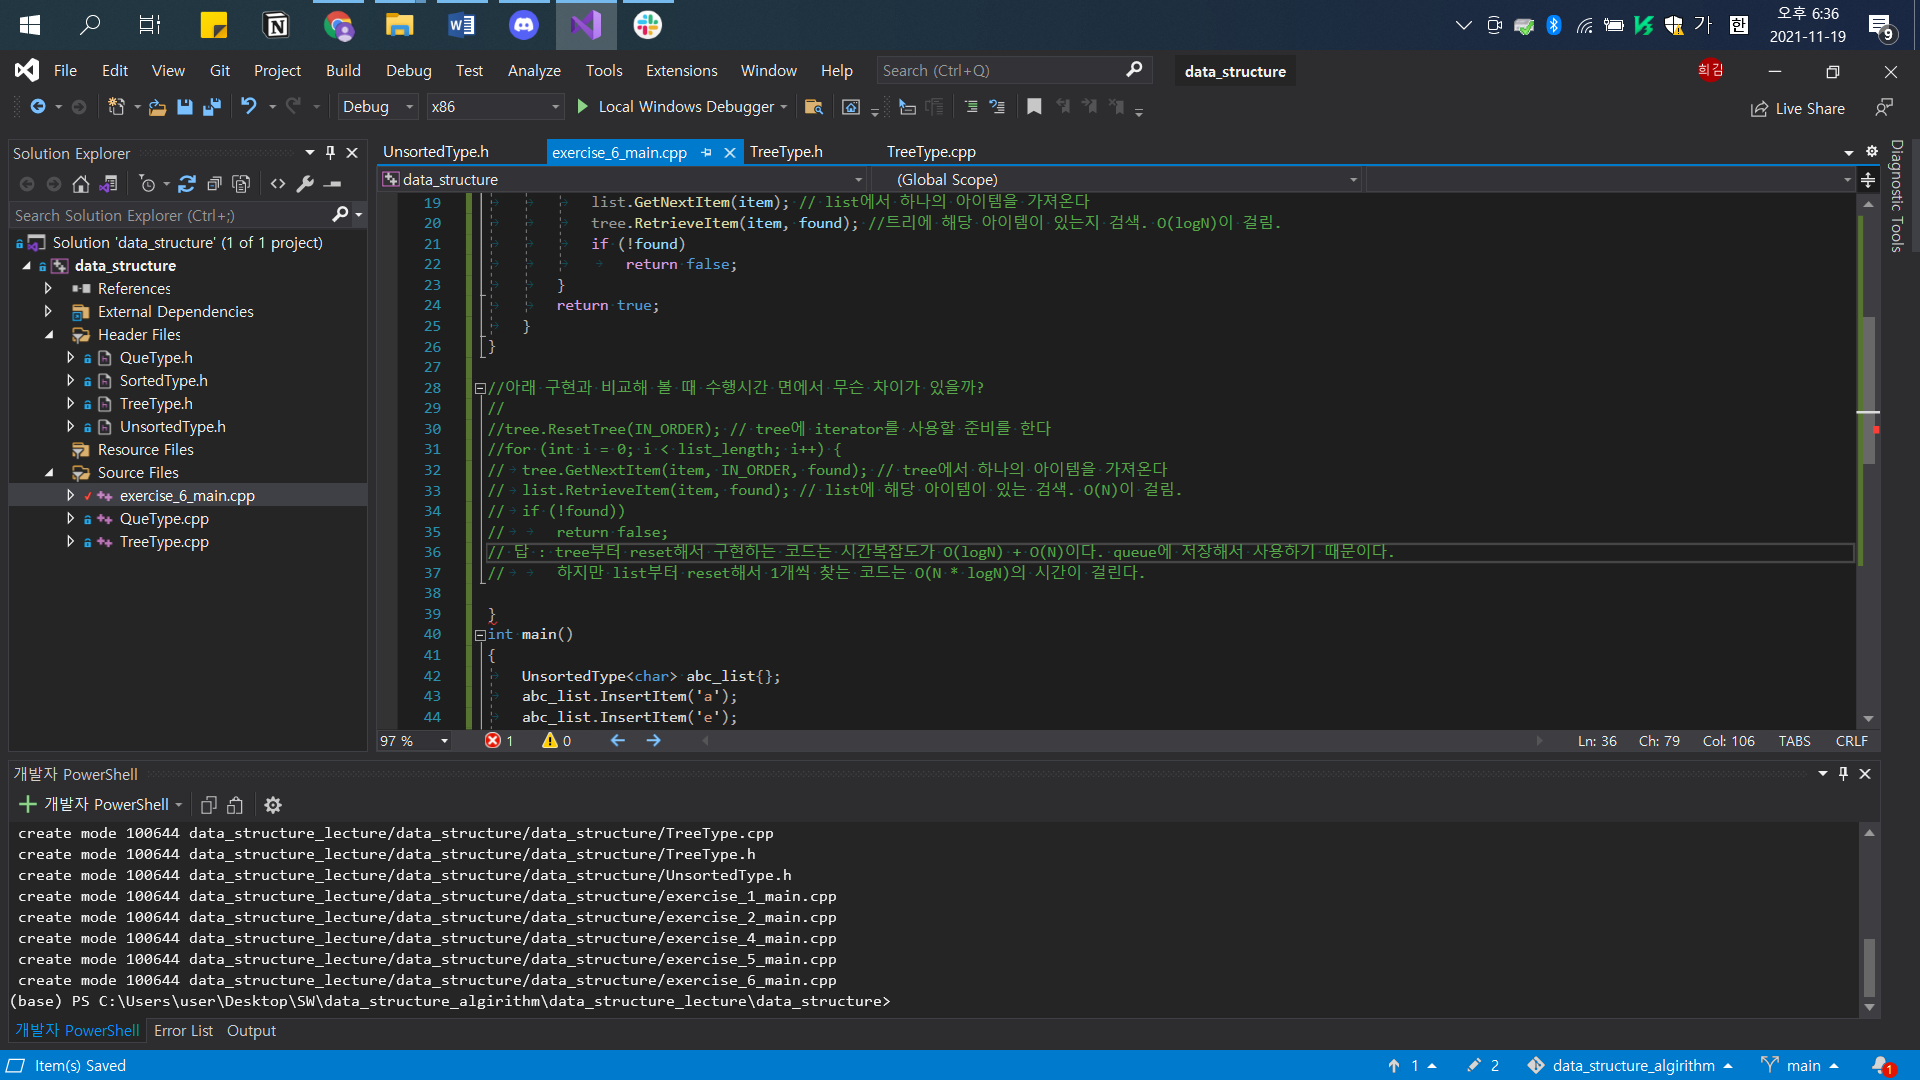 오후 6:36
가
한
2021-11-19
9
File Edit View Git Project Build Debug Test Analyze Tools Extensions Window Help Search (Ctrl+Q) data_structure 희김
Debug x86 Local Windows Debugger Live Share
Solution Explorer
Search Solution Explorer (Ctrl+;)
Solution 'data_structure' (1 of 1 project)
data_structure
References
External Dependencies
Header Files
QueType.h
SortedType.h
TreeType.h
UnsortedType.h
Resource Files
Source Files
exercise_6_main.cpp
QueType.cpp
TreeType.cpp
UnsortedType.h exercise_6_main.cpp TreeType.h TreeType.cpp
data_structure (Global Scope)
Diagnostic Tools
19 list.GetNextItem(item); // list에서 하나의 아이템을 가져온다
20 tree.RetrieveItem(item, found); //트리에 해당 아이템이 있는지 검색. O(logN)이 걸림.
21 if (!found)
22 return false;
23 }
24 return true;
25 }
26 }
27
28 //아래 구현과 비교해 볼 때 수행시간 면에서 무슨 차이가 있을까?
29 //
30 //tree.ResetTree(IN_ORDER); // tree에 iterator를 사용할 준비를 한다
31 //for (int i = 0; i < list_length; i++) {
32 // tree.GetNextItem(item, IN_ORDER, found); // tree에서 하나의 아이템을 가져온다
33 // list.RetrieveItem(item, found); // list에 해당 아이템이 있는 검색. O(N)이 걸림.
34 // if (!found))
35 // return false;
36 // 답 : tree부터 reset해서 구현하는 코드는 시간복잡도가 O(logN) + O(N)이다. queue에 저장해서 사용하기 때문이다.
37 // 하지만 list부터 reset해서 1개씩 찾는 코드는 O(N * logN)의 시간이 걸린다.
38
39 }
40 int main()
41 {
42 UnsortedType<char> abc_list{};
43 abc_list.InsertItem('a');
44 abc_list.InsertItem('e');
97 % 1 0 Ln: 36 Ch: 79 Col: 106 TABS CRLF
개발자 PowerShell
개발자 PowerShell
create mode 100644 data_structure_lecture/data_structure/data_structure/TreeType.cpp
create mode 100644 data_structure_lecture/data_structure/data_structure/TreeType.h
create mode 100644 data_structure_lecture/data_structure/data_structure/UnsortedType.h
create mode 100644 data_structure_lecture/data_structure/data_structure/exercise_1_main.cpp
create mode 100644 data_structure_lecture/data_structure/data_structure/exercise_2_main.cpp
create mode 100644 data_structure_lecture/data_structure/data_structure/exercise_4_main.cpp
create mode 100644 data_structure_lecture/data_structure/data_structure/exercise_5_main.cpp
create mode 100644 data_structure_lecture/data_structure/data_structure/exercise_6_main.cpp
(base) PS C:\Users\user\Desktop\SW\data_structure_algirithm\data_structure_lecture\data_structure>
개발자 PowerShell Error List Output
Item(s) Saved 1 2 data_structure_algirithm main 1